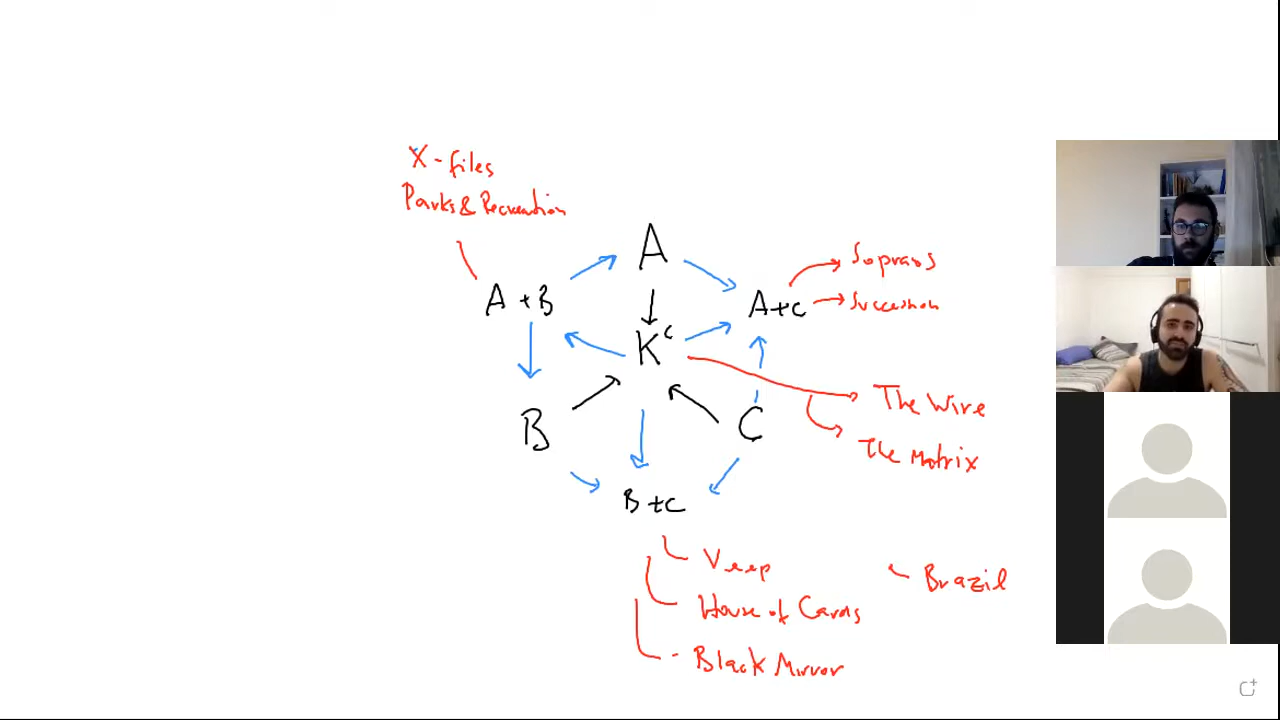 X-files
Parks & Recreation
A
A+B
A+C
Sopranos
Succession
K^c
The Wire
B
C
The Matrix
B+C
Veep
Brazil
House of Cards
Black Mirror